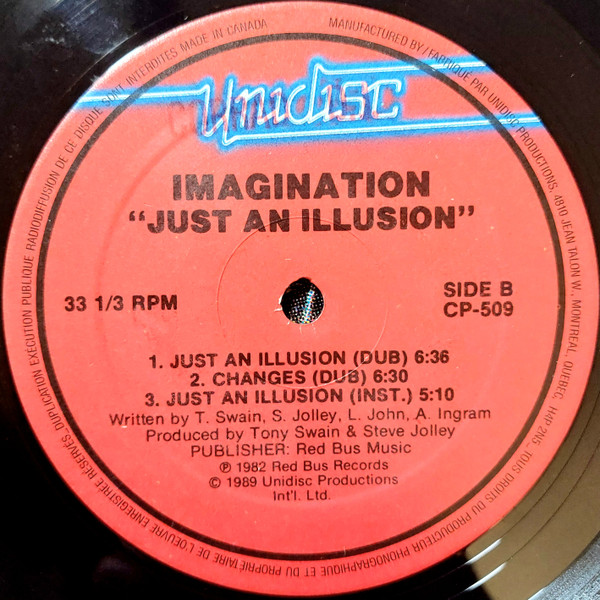 MANUFACTURED BY / FABRIQUÉ PAR UNIDISC PRODUCTIONS, 4810 JEAN TALON W. MONTREAL, QUEBEC, H4P 2N5 _ TOUS DROITS DU PRODUCTEUR PHONOGRAPHIQUE ET DU PROPRIÉTAIRE DE L'OEUVRE ENREGISTRÉE RÉSERVÉS_ DUPLICATION EXÉCUTION PUBLIQUE RADIODIFFUSION DE CE DISQUE SONT INTERDITES MADE IN CANADA
Unidisc
IMAGINATION
"JUST AN ILLUSION"
33 1/3 RPM
SIDE B
CP-509
1. JUST AN ILLUSION (DUB) 6:36
2. CHANGES (DUB) 6:30
3. JUST AN ILLUSION (INST.) 5:10
Written by T. Swain, S. Jolley, L. John, A. Ingram
Produced by Tony Swain & Steve Jolley
PUBLISHER: Red Bus Music
℗ 1982 Red Bus Records
© 1989 Unidisc Productions
Int'l. Ltd.